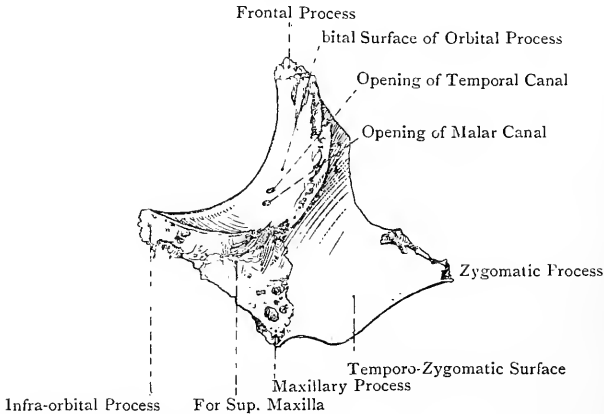 Frontal Process
bital Surface of Orbital Process
Opening of Temporal Canal
Opening of Malar Canal
Zygomatic Process
Temporo-Zygomatic Surface
Maxillary Process
Infra-orbital Process
For Sup. Maxilla